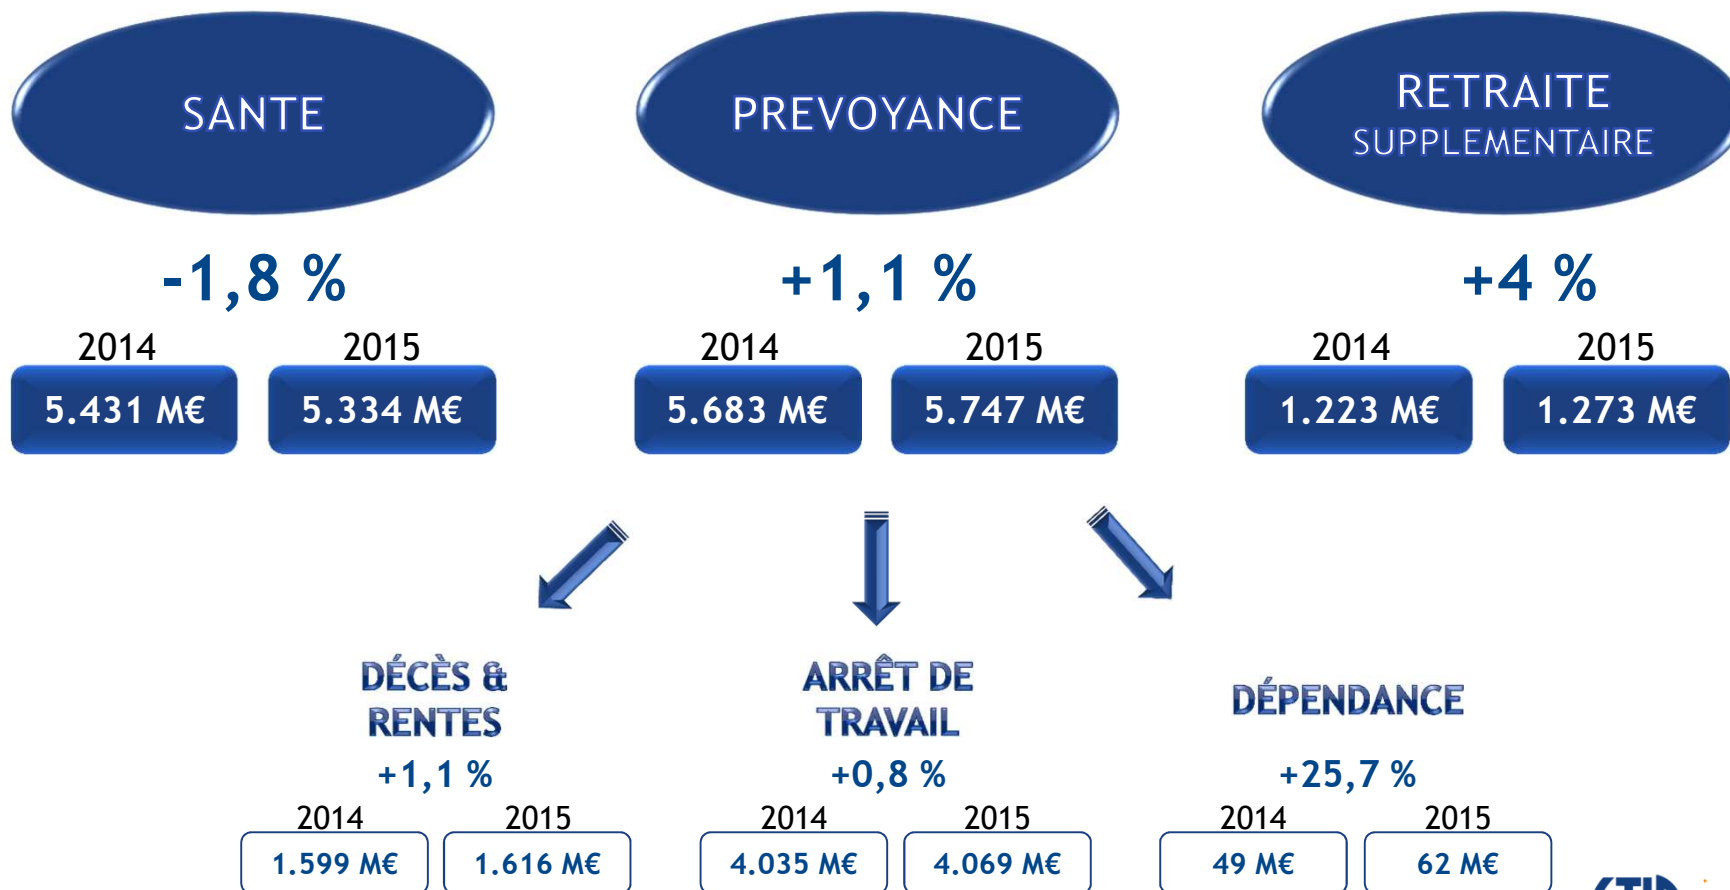 SANTE
PREVOYANCE
RETRAITE
SUPPLEMENTAIRE
-1,8 %
+1,1 %
+4 %
2014 2015
2014 2015
2014 2015
5.431 M€ 5.334 M€
5.683 M€ 5.747 M€
1.223 M€ 1.273 M€
DÉCÈS &
RENTES
+1,1 %
2014 2015
1.599 M€ 1.616 M€
ARRÊT DE
TRAVAIL
+0,8 %
2014 2015
4.035 M€ 4.069 M€
DÉPENDANCE
+25,7 %
2014 2015
49 M€ 62 M€